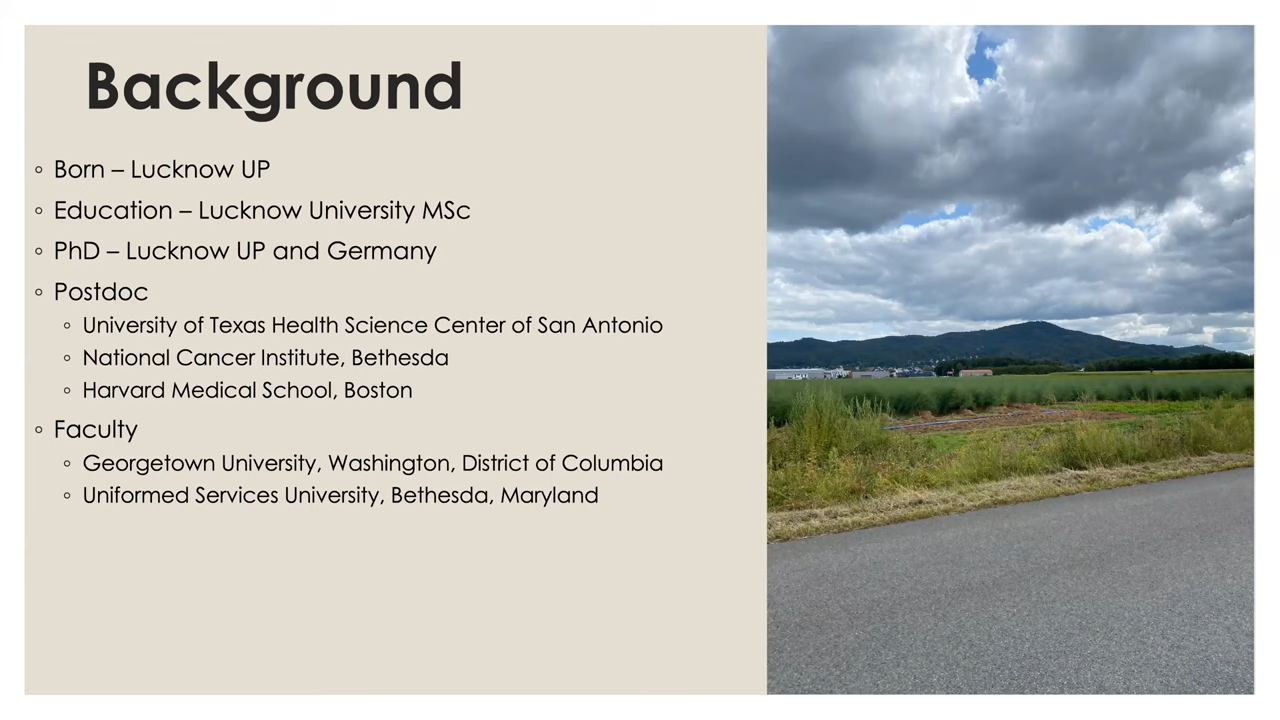 Background
◦ Born – Lucknow UP
◦ Education – Lucknow University MSc
◦ PhD – Lucknow UP and Germany
◦ Postdoc
◦ University of Texas Health Science Center of San Antonio
◦ National Cancer Institute, Bethesda
◦ Harvard Medical School, Boston
◦ Faculty
◦ Georgetown University, Washington, District of Columbia
◦ Uniformed Services University, Bethesda, Maryland